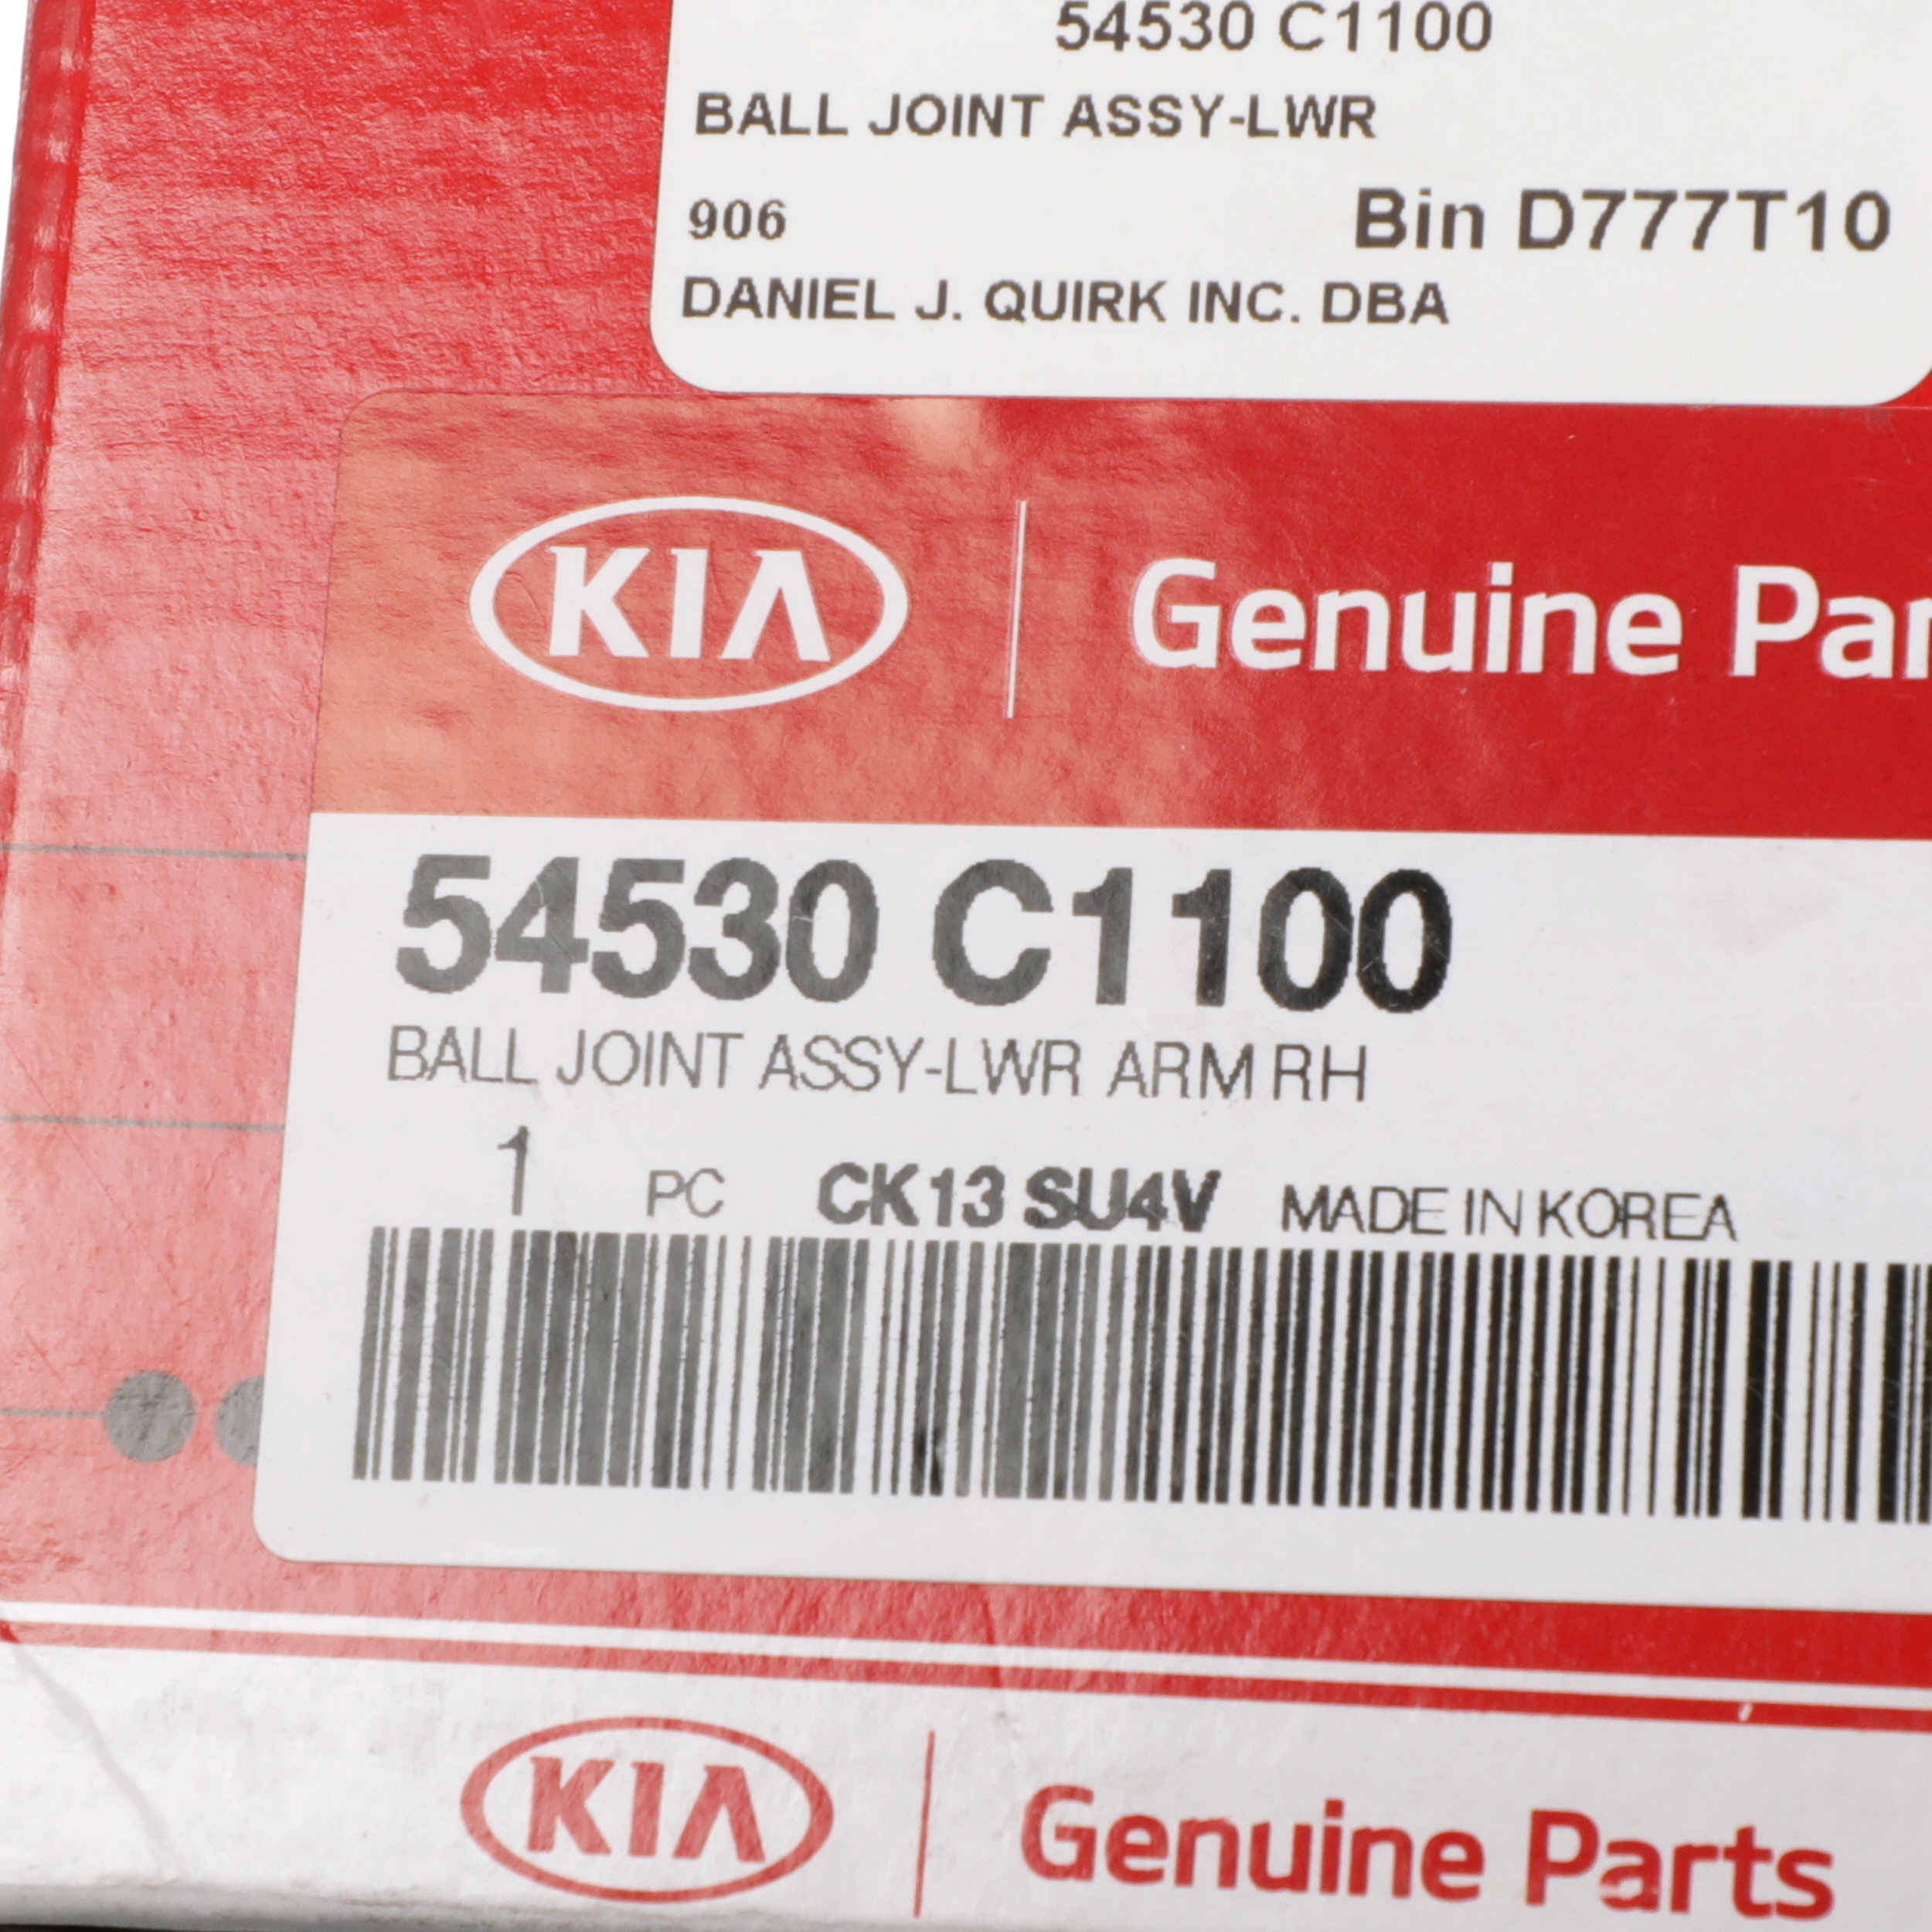 54530 C1100
BALL JOINT ASSY-LWR
906 Bin D777T10
DANIEL J. QUIRK INC. DBA
KIA Genuine Par
54530 C1100
BALL JOINT ASSY-LWR ARM RH
1 PC CK13 SU4V MADE IN KOREA
KIA Genuine Parts